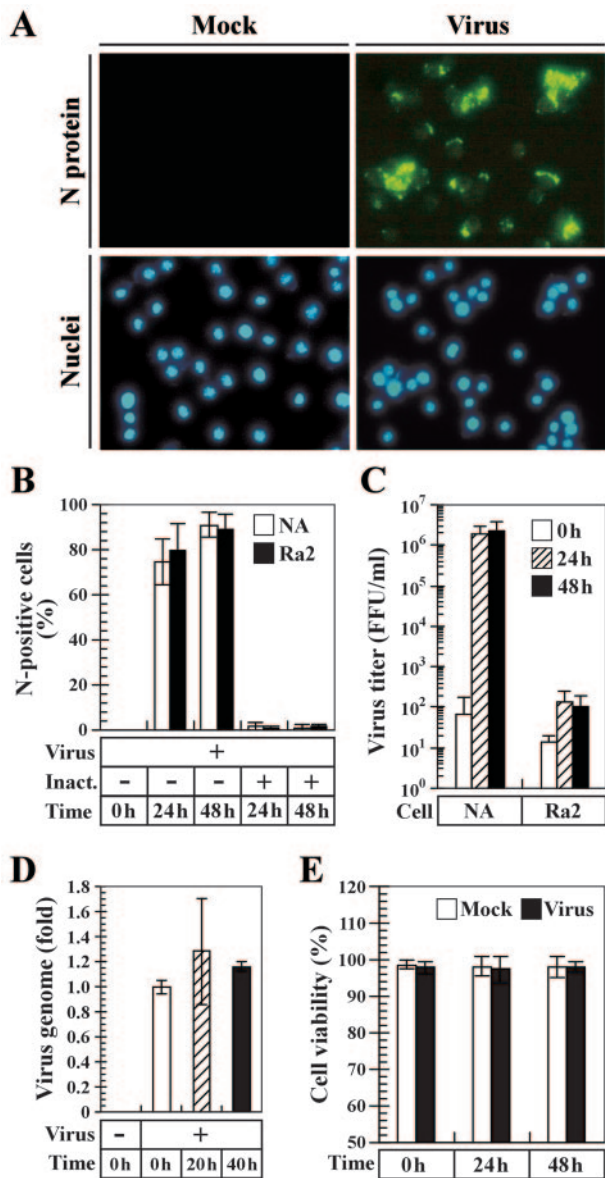 A
Mock Virus
N protein
Nuclei
B
N-positive cells
(%)
100
80
60
40
20
0
NA
Ra2
Virus +
Inact. - - - + +
Time 0h 24h 48h 24h 48h
C
Virus titer (FFU/ml)
10^7
10^6
10^5
10^4
10^3
10^2
10^1
10^0
0h
24h
48h
Cell NA Ra2
D
Virus genome (fold)
1.8
1.6
1.4
1.2
1.0
0.8
0.6
0.4
0.2
0
Virus - +
Time 0h 0h 20h 40h
E
Cell viability (%)
120
110
100
90
80
70
60
50
Mock Virus
Time 0h 24h 48h